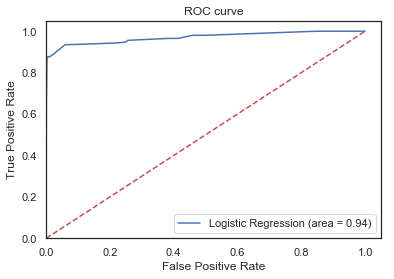 ROC curve
True Positive Rate
1.0
0.8
0.6
0.4
0.2
0.0
Logistic Regression (area = 0.94)
0.0 0.2 0.4 0.6 0.8 1.0
False Positive Rate